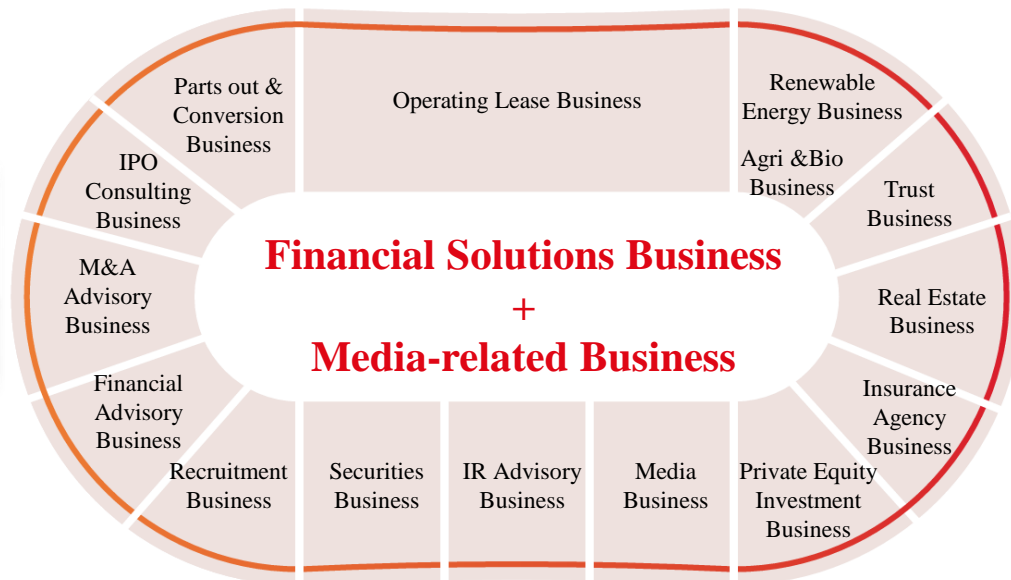 Parts out &
Conversion
Business
Operating Lease Business
Renewable
Energy Business
Agri &Bio
Business
IPO
Consulting
Business
Trust
Business
Financial Solutions Business
+
Media-related Business
M&A
Advisory
Business
Real Estate
Business
Financial
Advisory
Business
Insurance
Agency
Business
Recruitment
Business
Securities
Business
IR Advisory
Business
Media
Business
Private Equity
Investment
Business